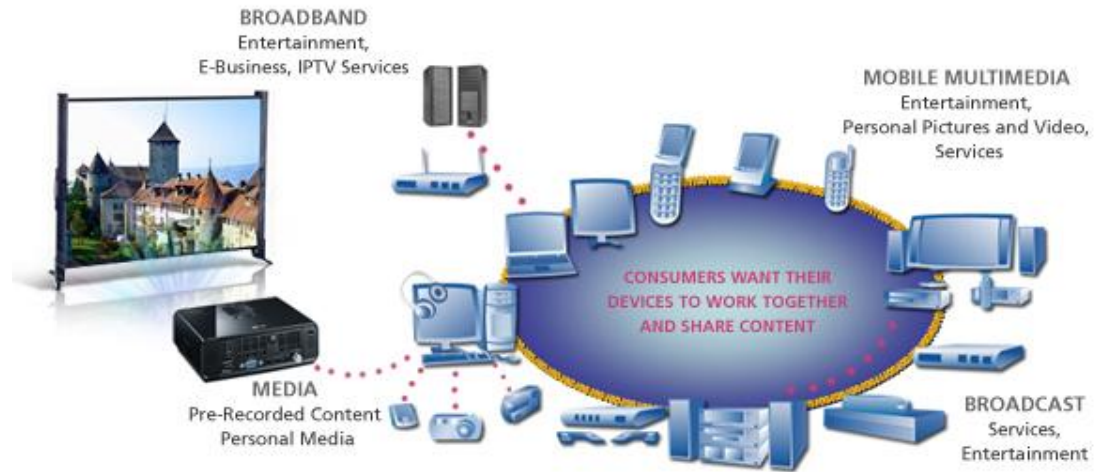 BROADBAND
Entertainment,
E-Business, IPTV Services
MOBILE MULTIMEDIA
Entertainment,
Personal Pictures and Video,
Services
CONSUMERS WANT THEIR
DEVICES TO WORK TOGETHER
AND SHARE CONTENT
MEDIA
Pre-Recorded Content
Personal Media
BROADCAST
Services,
Entertainment